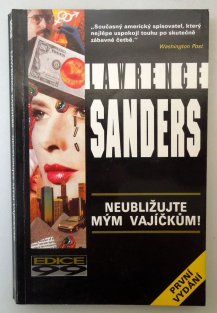 „Současný americký spisovatel, který
nejlépe uspokojí touhu po skutečně
zábavné četbě.“
Washington Post
LAWRENCE
SANDERS
NEUBLIŽUJTE
MÝM VAJÍČKŮM!
EDICE
99
PRVNÍ
VYDÁNÍ